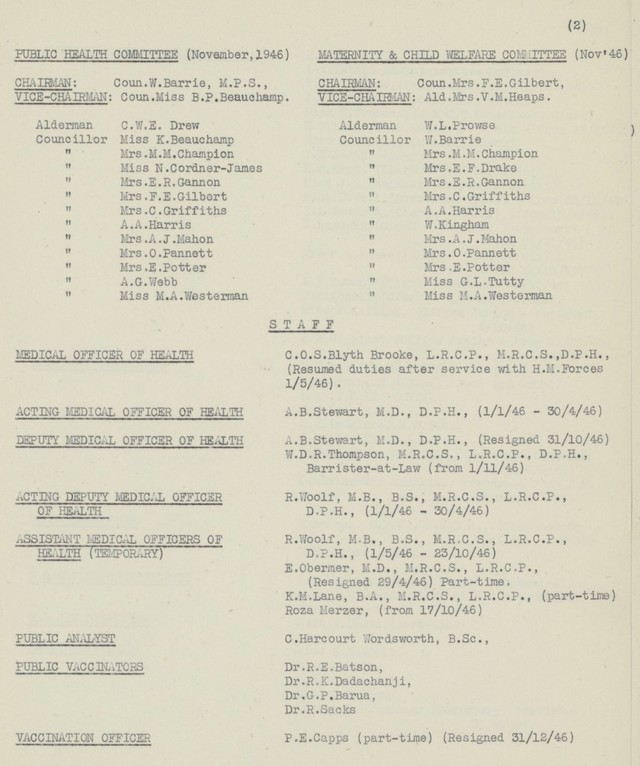 (2)
PUBLIC HEALTH COMMITTEE (November,1946)
CHAIRMAN: Coun.W.Barrie, M.P.S.,
VICE-CHAIRMAN: Coun.Miss B.P.Beauchamp.
Alderman C.W.E. Drew
Councillor Miss K.Beauchamp
" Mrs.M.M.Champion
" Miss N.Cordner-James
" Mrs.E.R.Gannon
" Mrs.F.E.Gilbert
" Mrs.C.Griffiths
" A.A.Harris
" Mrs.A.J.Mahon
" Mrs.O.Pannett
" Mrs.E.Potter
" A.G.Webb
" Miss M.A.Westerman
MATERNITY & CHILD WELFARE COMMITTEE (Nov'46)
CHAIRMAN: Coun.Mrs.F.E.Gilbert,
VICE-CHAIRMAN: Ald.Mrs.V.M.Heaps.
Alderman W.L.Prowse
Councillor W.Barrie
" Mrs.M.M.Champion
" Mrs.E.F.Drake
" Mrs.E.R.Gannon
" Mrs.C.Griffiths
" A.A.Harris
" W.Kingham
" Mrs.A.J.Mahon
" Mrs.O.Pannett
" Mrs.E.Potter
" Miss G.L.Tutty
" Miss M.A.Westerman
)
S T A F F
MEDICAL OFFICER OF HEALTH C.O.S.Blyth Brooke, L.R.C.P., M.R.C.S.,D.P.H.,
(Resumed duties after service with H.M.Forces
1/5/46).
ACTING MEDICAL OFFICER OF HEALTH A.B.Stewart, M.D., D.P.H., (1/1/46 - 30/4/46)
DEPUTY MEDICAL OFFICER OF HEALTH A.B.Stewart, M.D., D.P.H., (Resigned 31/10/46)
W.D.R.Thompson, M.R.C.S., L.R.C.P., D.P.H.,
Barrister-at-Law (from 1/11/46)
ACTING DEPUTY MEDICAL OFFICER R.Woolf, M.B., B.S., M.R.C.S., L.R.C.P.,
OF HEALTH D.P.H., (1/1/46 - 30/4/46)
ASSISTANT MEDICAL OFFICERS OF R.Woolf, M.B., B.S., M.R.C.S., L.R.C.P.,
HEALTH (TEMPORARY) D.P.H., (1/5/46 - 23/10/46)
E.Obermer, M.D., M.R.C.S., L.R.C.P.,
(Resigned 29/4/46) Part-time.
K.M.Lane, B.A., M.R.C.S., L.R.C.P., (part-time)
Roza Merzer, (from 17/10/46)
PUBLIC ANALYST C.Harcourt Wordsworth, B.Sc.,
PUBLIC VACCINATORS Dr.R.E.Batson,
Dr.R.K.Dadachanji,
Dr.G.P.Barua,
Dr.R.Sacks
VACCINATION OFFICER P.E.Capps (part-time) (Resigned 31/12/46)